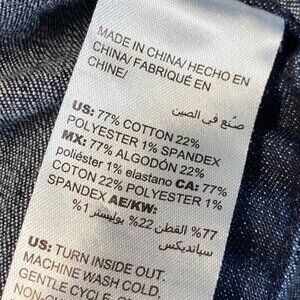 MADE IN CHINA/ HECHO EN
CHINA/ FABRIQUÉ EN
CHINE/
صنع في الصين
US: 77% COTTON 22%
POLYESTER 1% SPANDEX
MX: 77% ALGODÓN 22%
poliéster 1% elastano CA: 77%
COTON 22% POLYESTER 1%
SPANDEX AE/KW:
77% القطن 22% بوليستر 1%
سباندكس
US: TURN INSIDE OUT.
MACHINE WASH COLD,
GENTLE CYCLE,